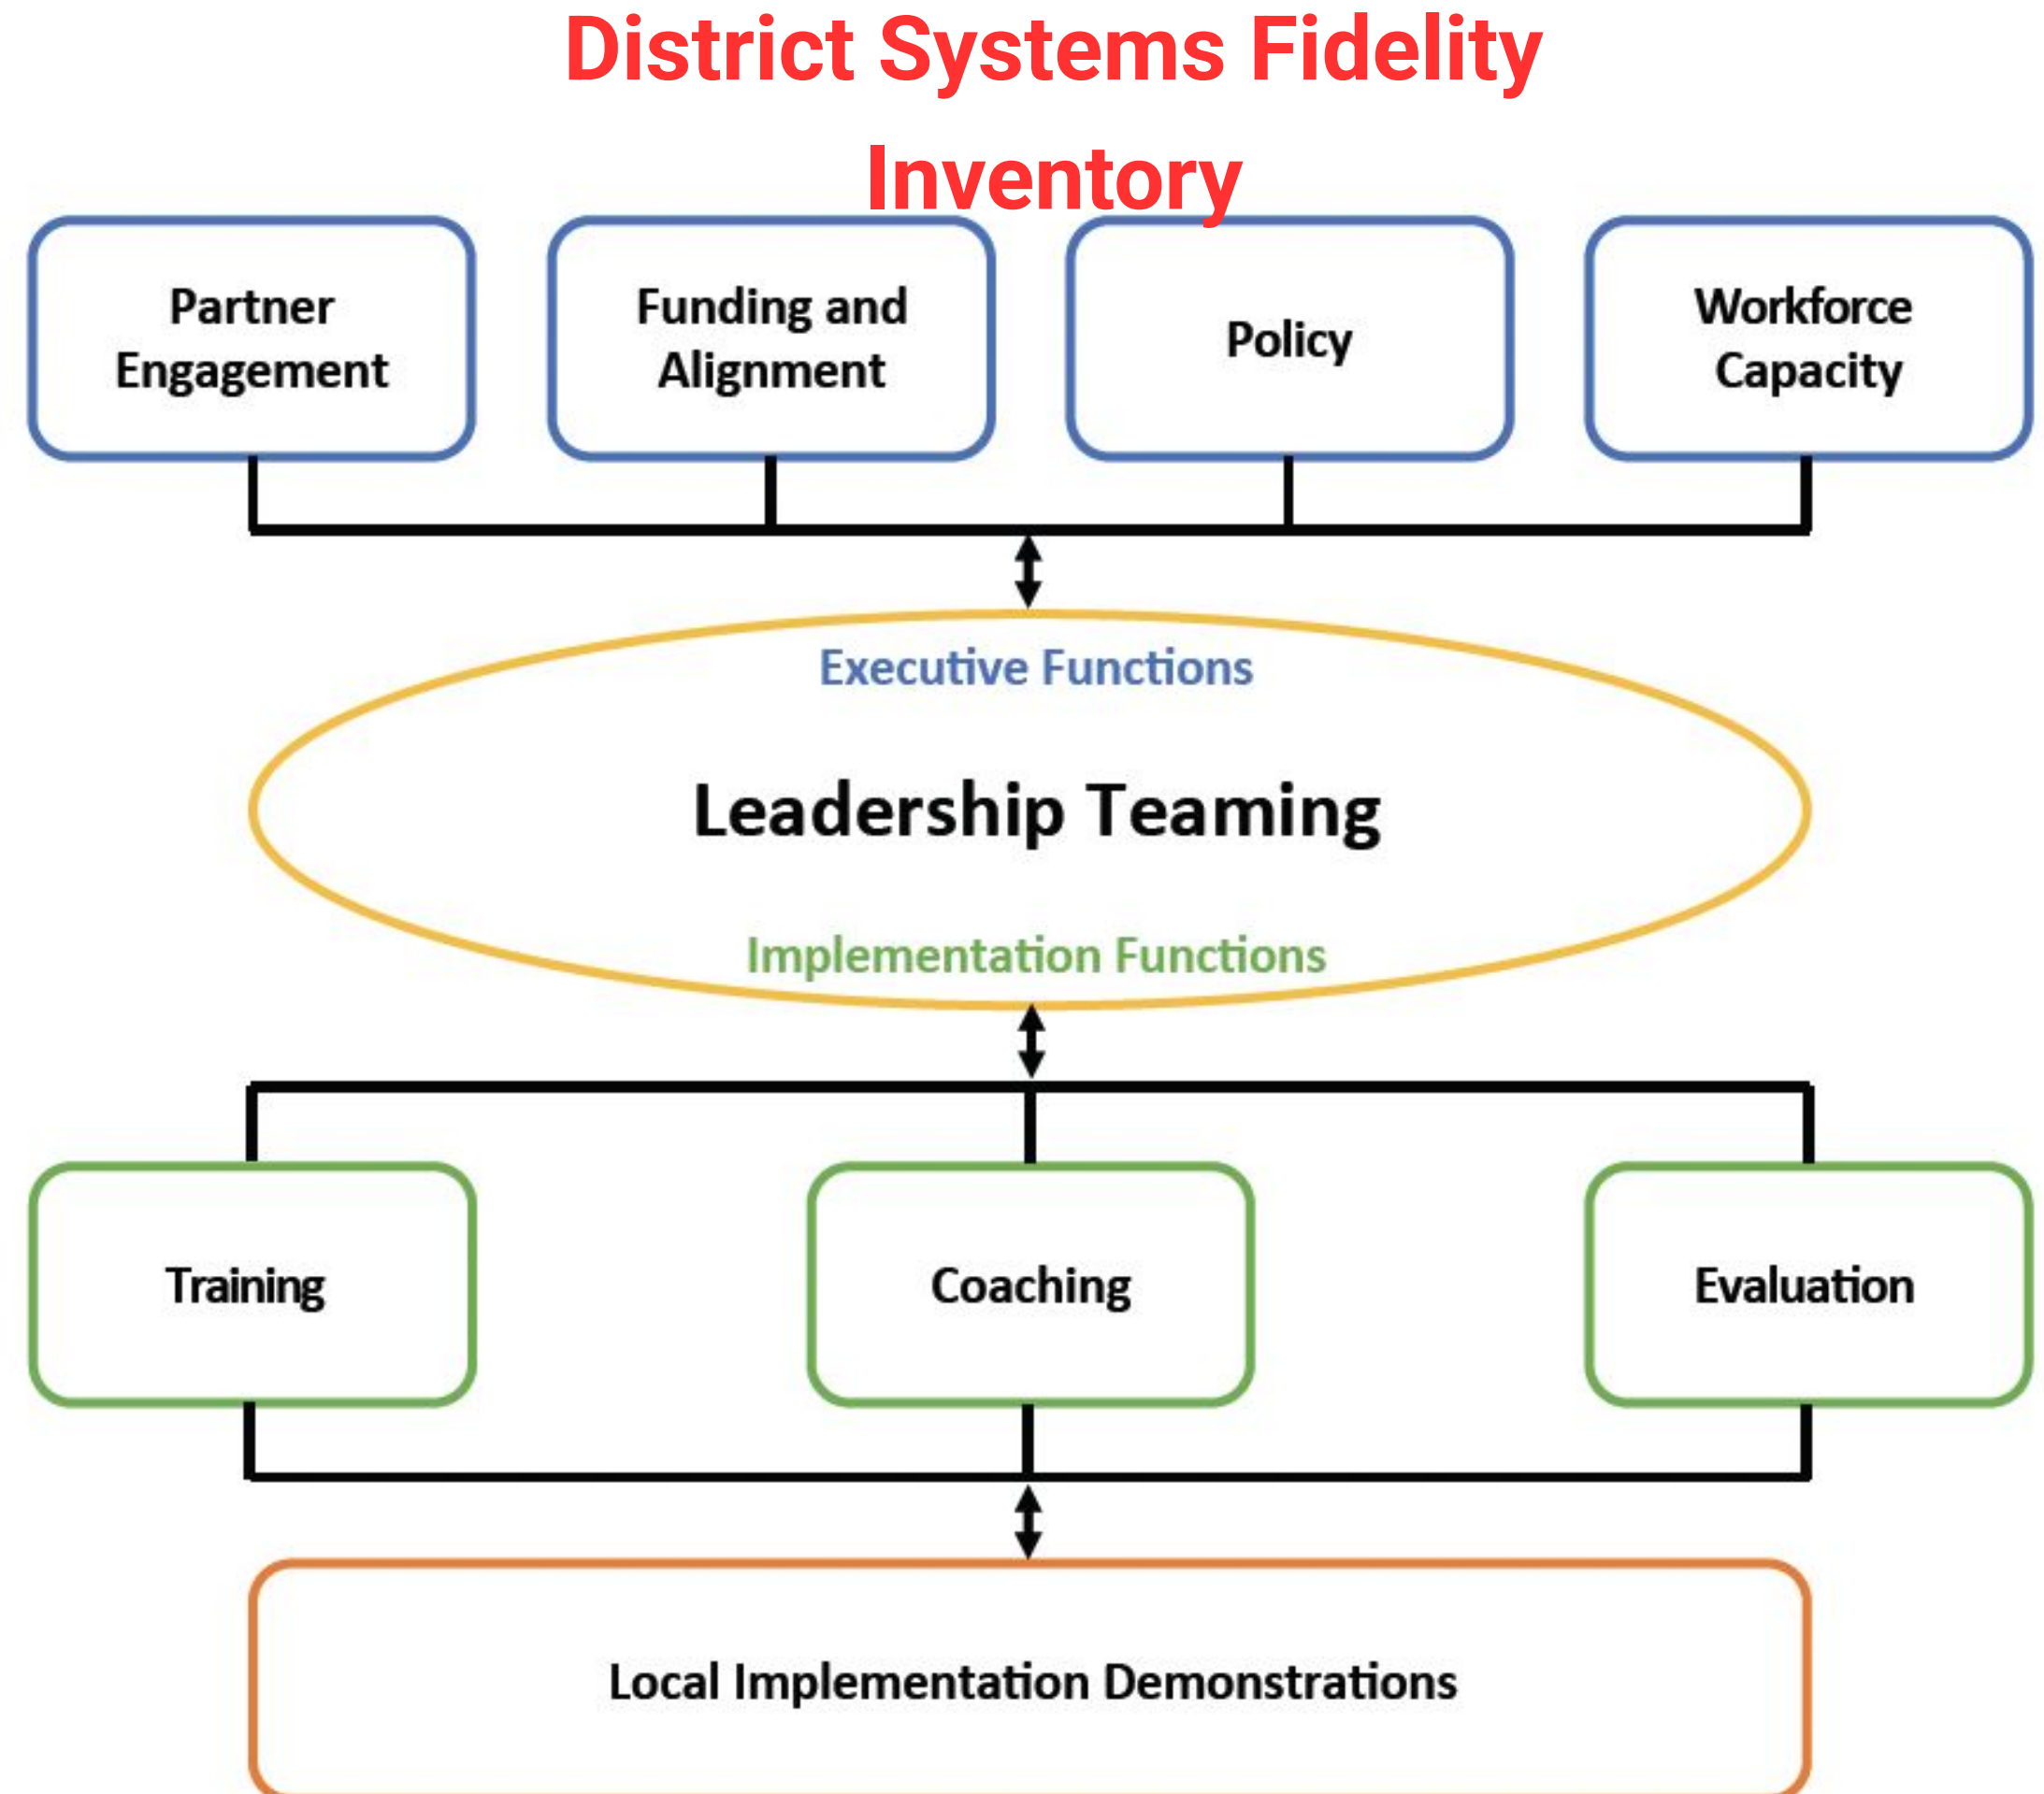 District Systems Fidelity
Inventory
Partner
Engagement
Funding and
Alignment
Policy
Workforce
Capacity
Executive Functions
Leadership Teaming
Implementation Functions
Training
Coaching
Evaluation
Local Implementation Demonstrations